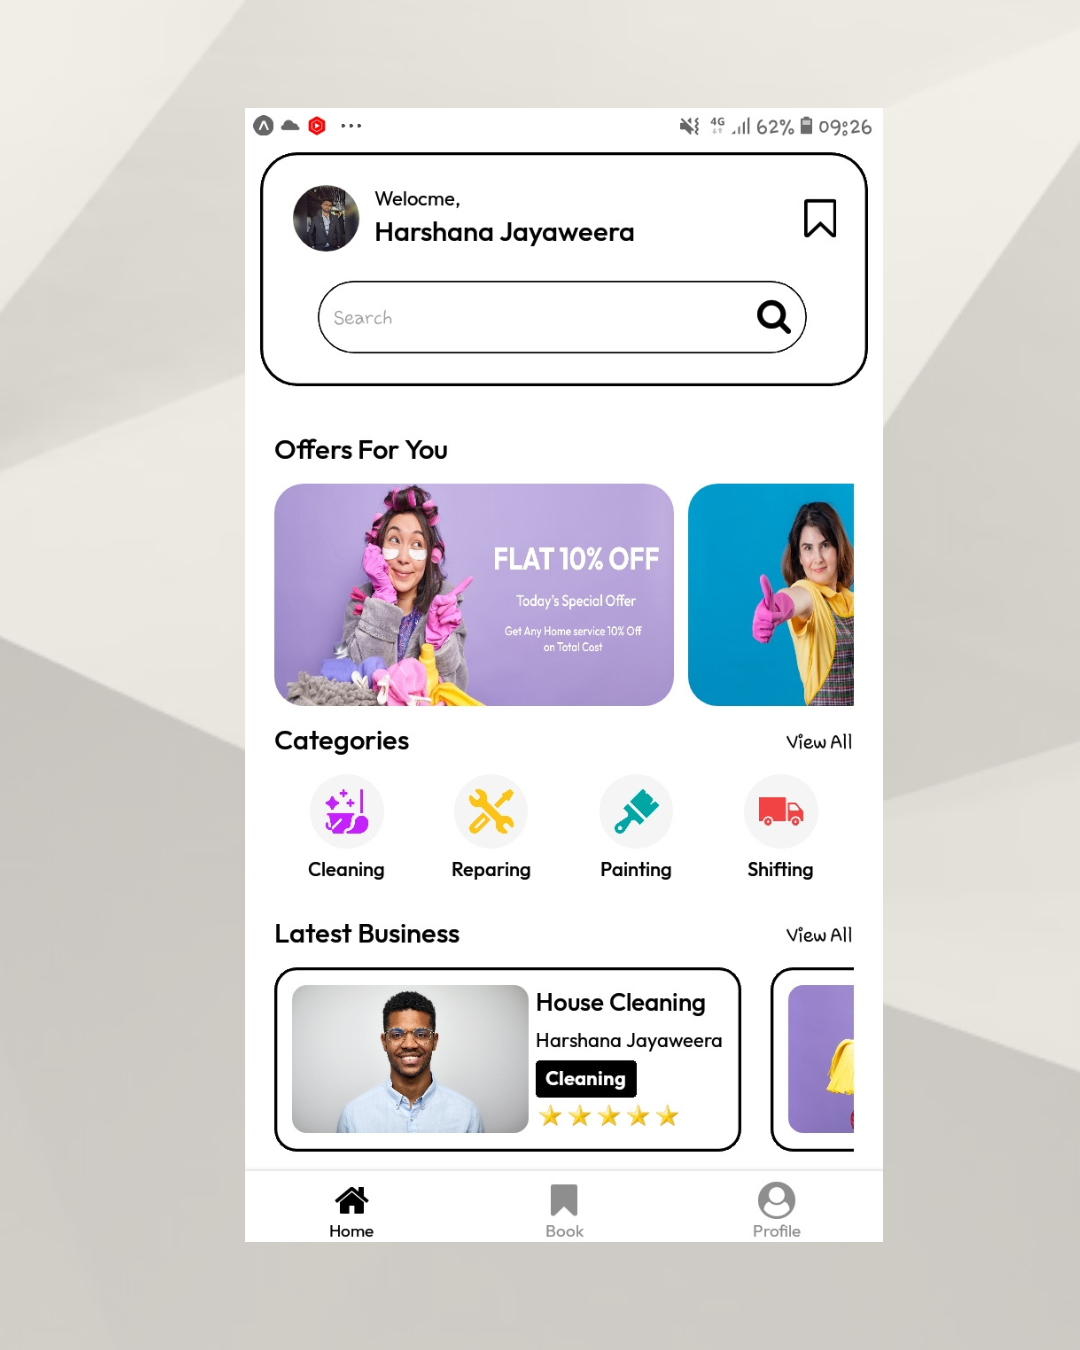 4G 62% 09:26
Welocme,
Harshana Jayaweera
Search
Offers For You
FLAT 10% OFF
Today's Special Offer
Get Any Home service 10% Off
on Total Cost
Categories View All
Cleaning Reparing Painting Shifting
Latest Business View All
House Cleaning
Harshana Jayaweera
Cleaning
Home Book Profile